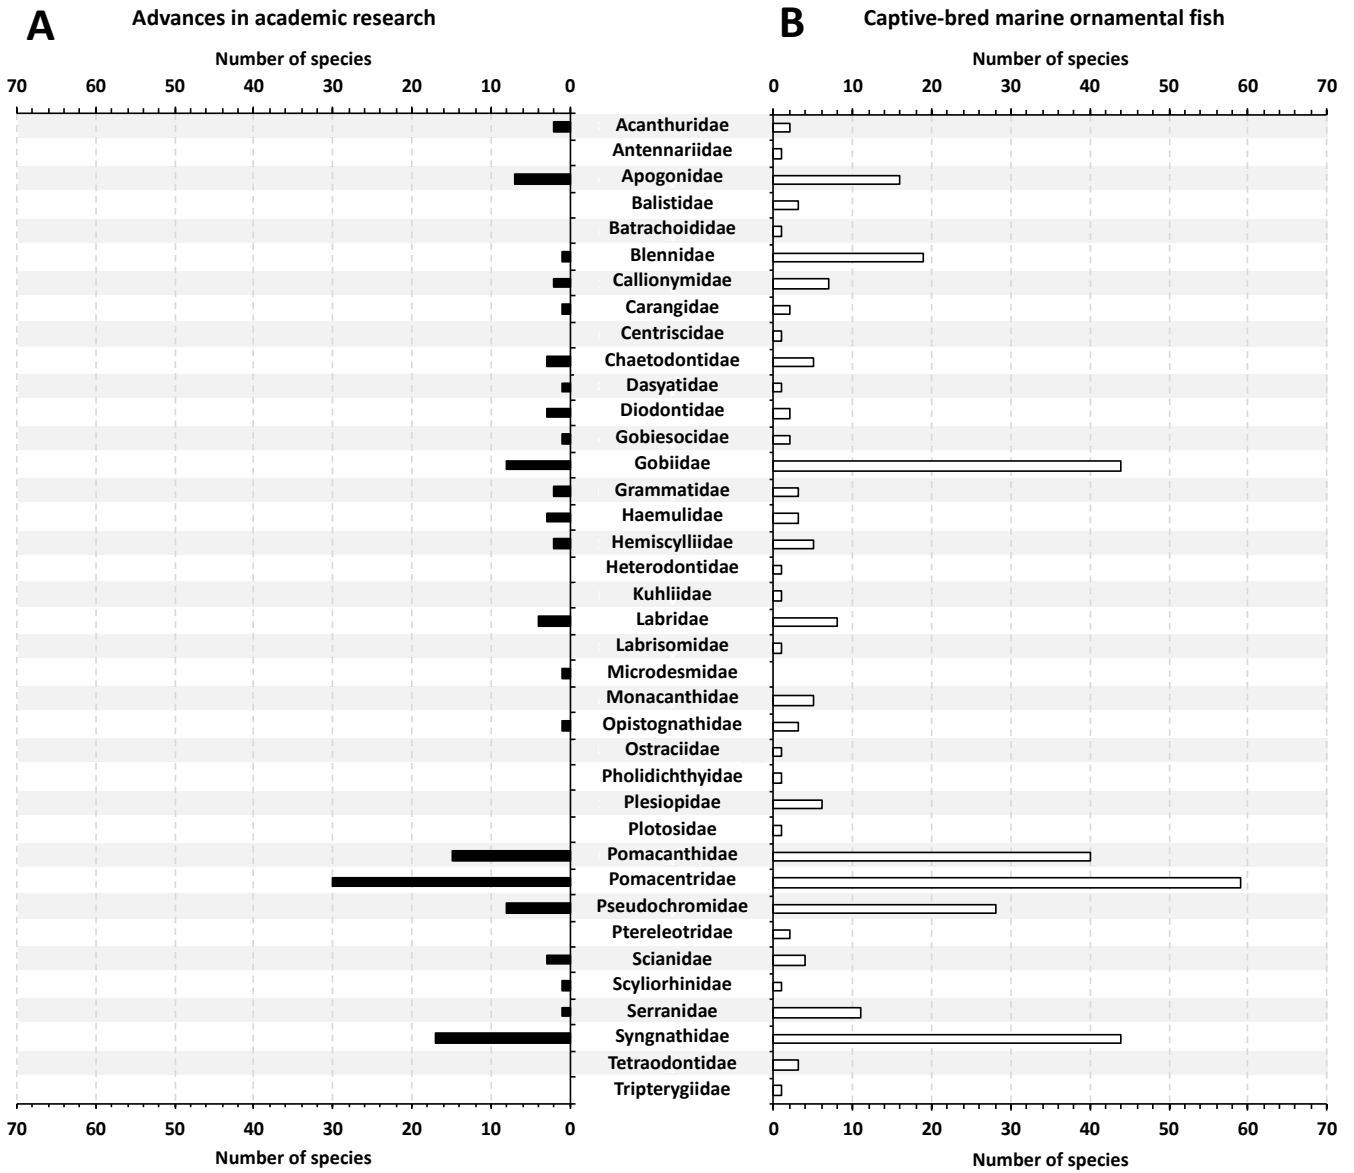 A Advances in academic research B Captive-bred marine ornamental fish
Number of species Number of species
70 60 50 40 30 20 10 0 0 10 20 30 40 50 60 70
Acanthuridae
Antennariidae
Apogonidae
Balistidae
Batrachoididae
Blennidae
Callionymidae
Carangidae
Centriscidae
Chaetodontidae
Dasyatidae
Diodontidae
Gobiesocidae
Gobiidae
Grammatidae
Haemulidae
Hemiscylliidae
Heterodontidae
Kuhliidae
Labridae
Labrisomidae
Microdesmidae
Monacanthidae
Opistognathidae
Ostraciidae
Pholidichthyidae
Plesiopidae
Plotosidae
Pomacanthidae
Pomacentridae
Pseudochromidae
Ptereleotridae
Scianidae
Scyliorhinidae
Serranidae
Syngnathidae
Tetraodontidae
Tripterygiidae
70 60 50 40 30 20 10 0 0 10 20 30 40 50 60 70
Number of species Number of species